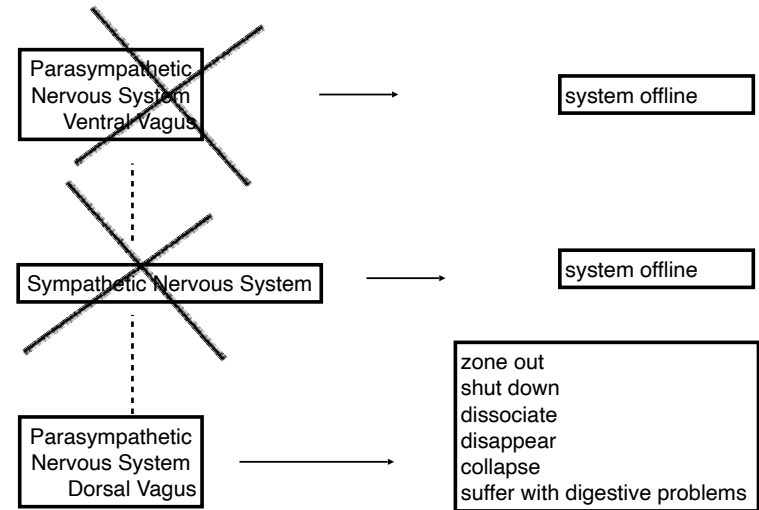 Parasympathetic
Nervous System
Ventral Vagus
system offline
Sympathetic Nervous System
system offline
Parasympathetic
Nervous System
Dorsal Vagus
zone out
shut down
dissociate
disappear
collapse
suffer with digestive problems